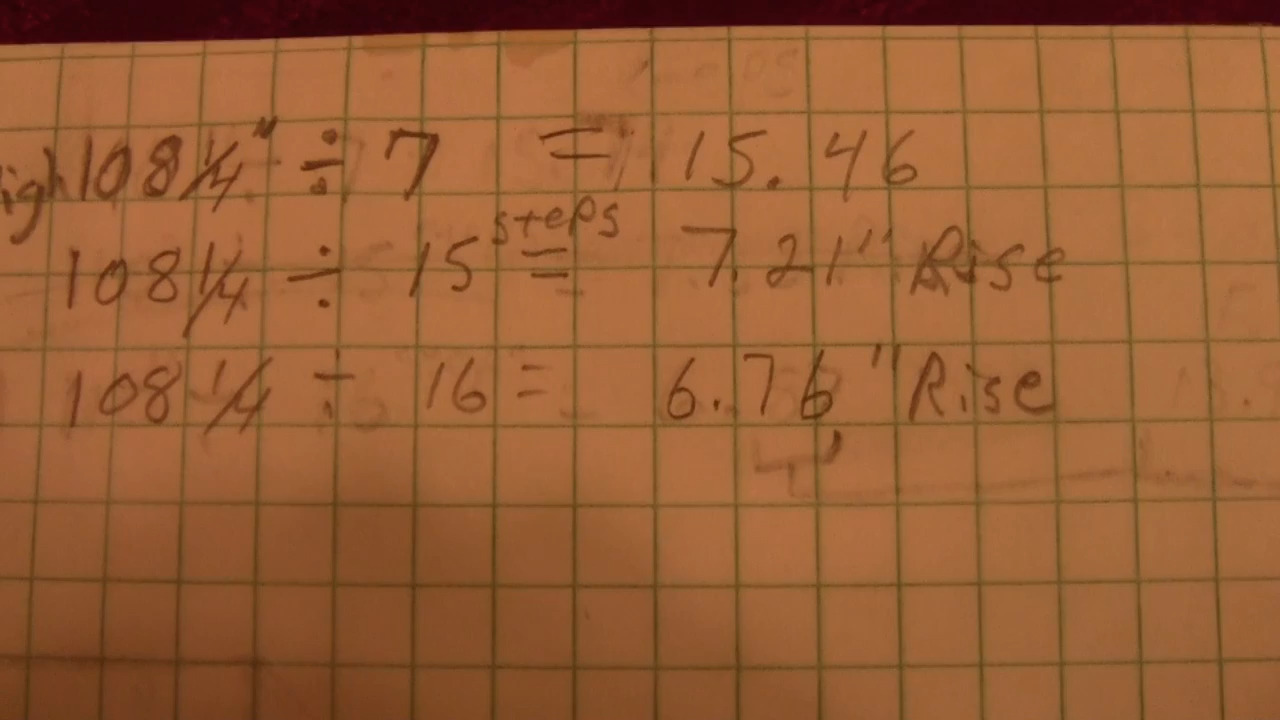 108 1/4" ÷ 7 = 15.46
108 1/4 ÷ 15 steps = 7.21" Rise
108 1/4 ÷ 16 = 6.76" Rise